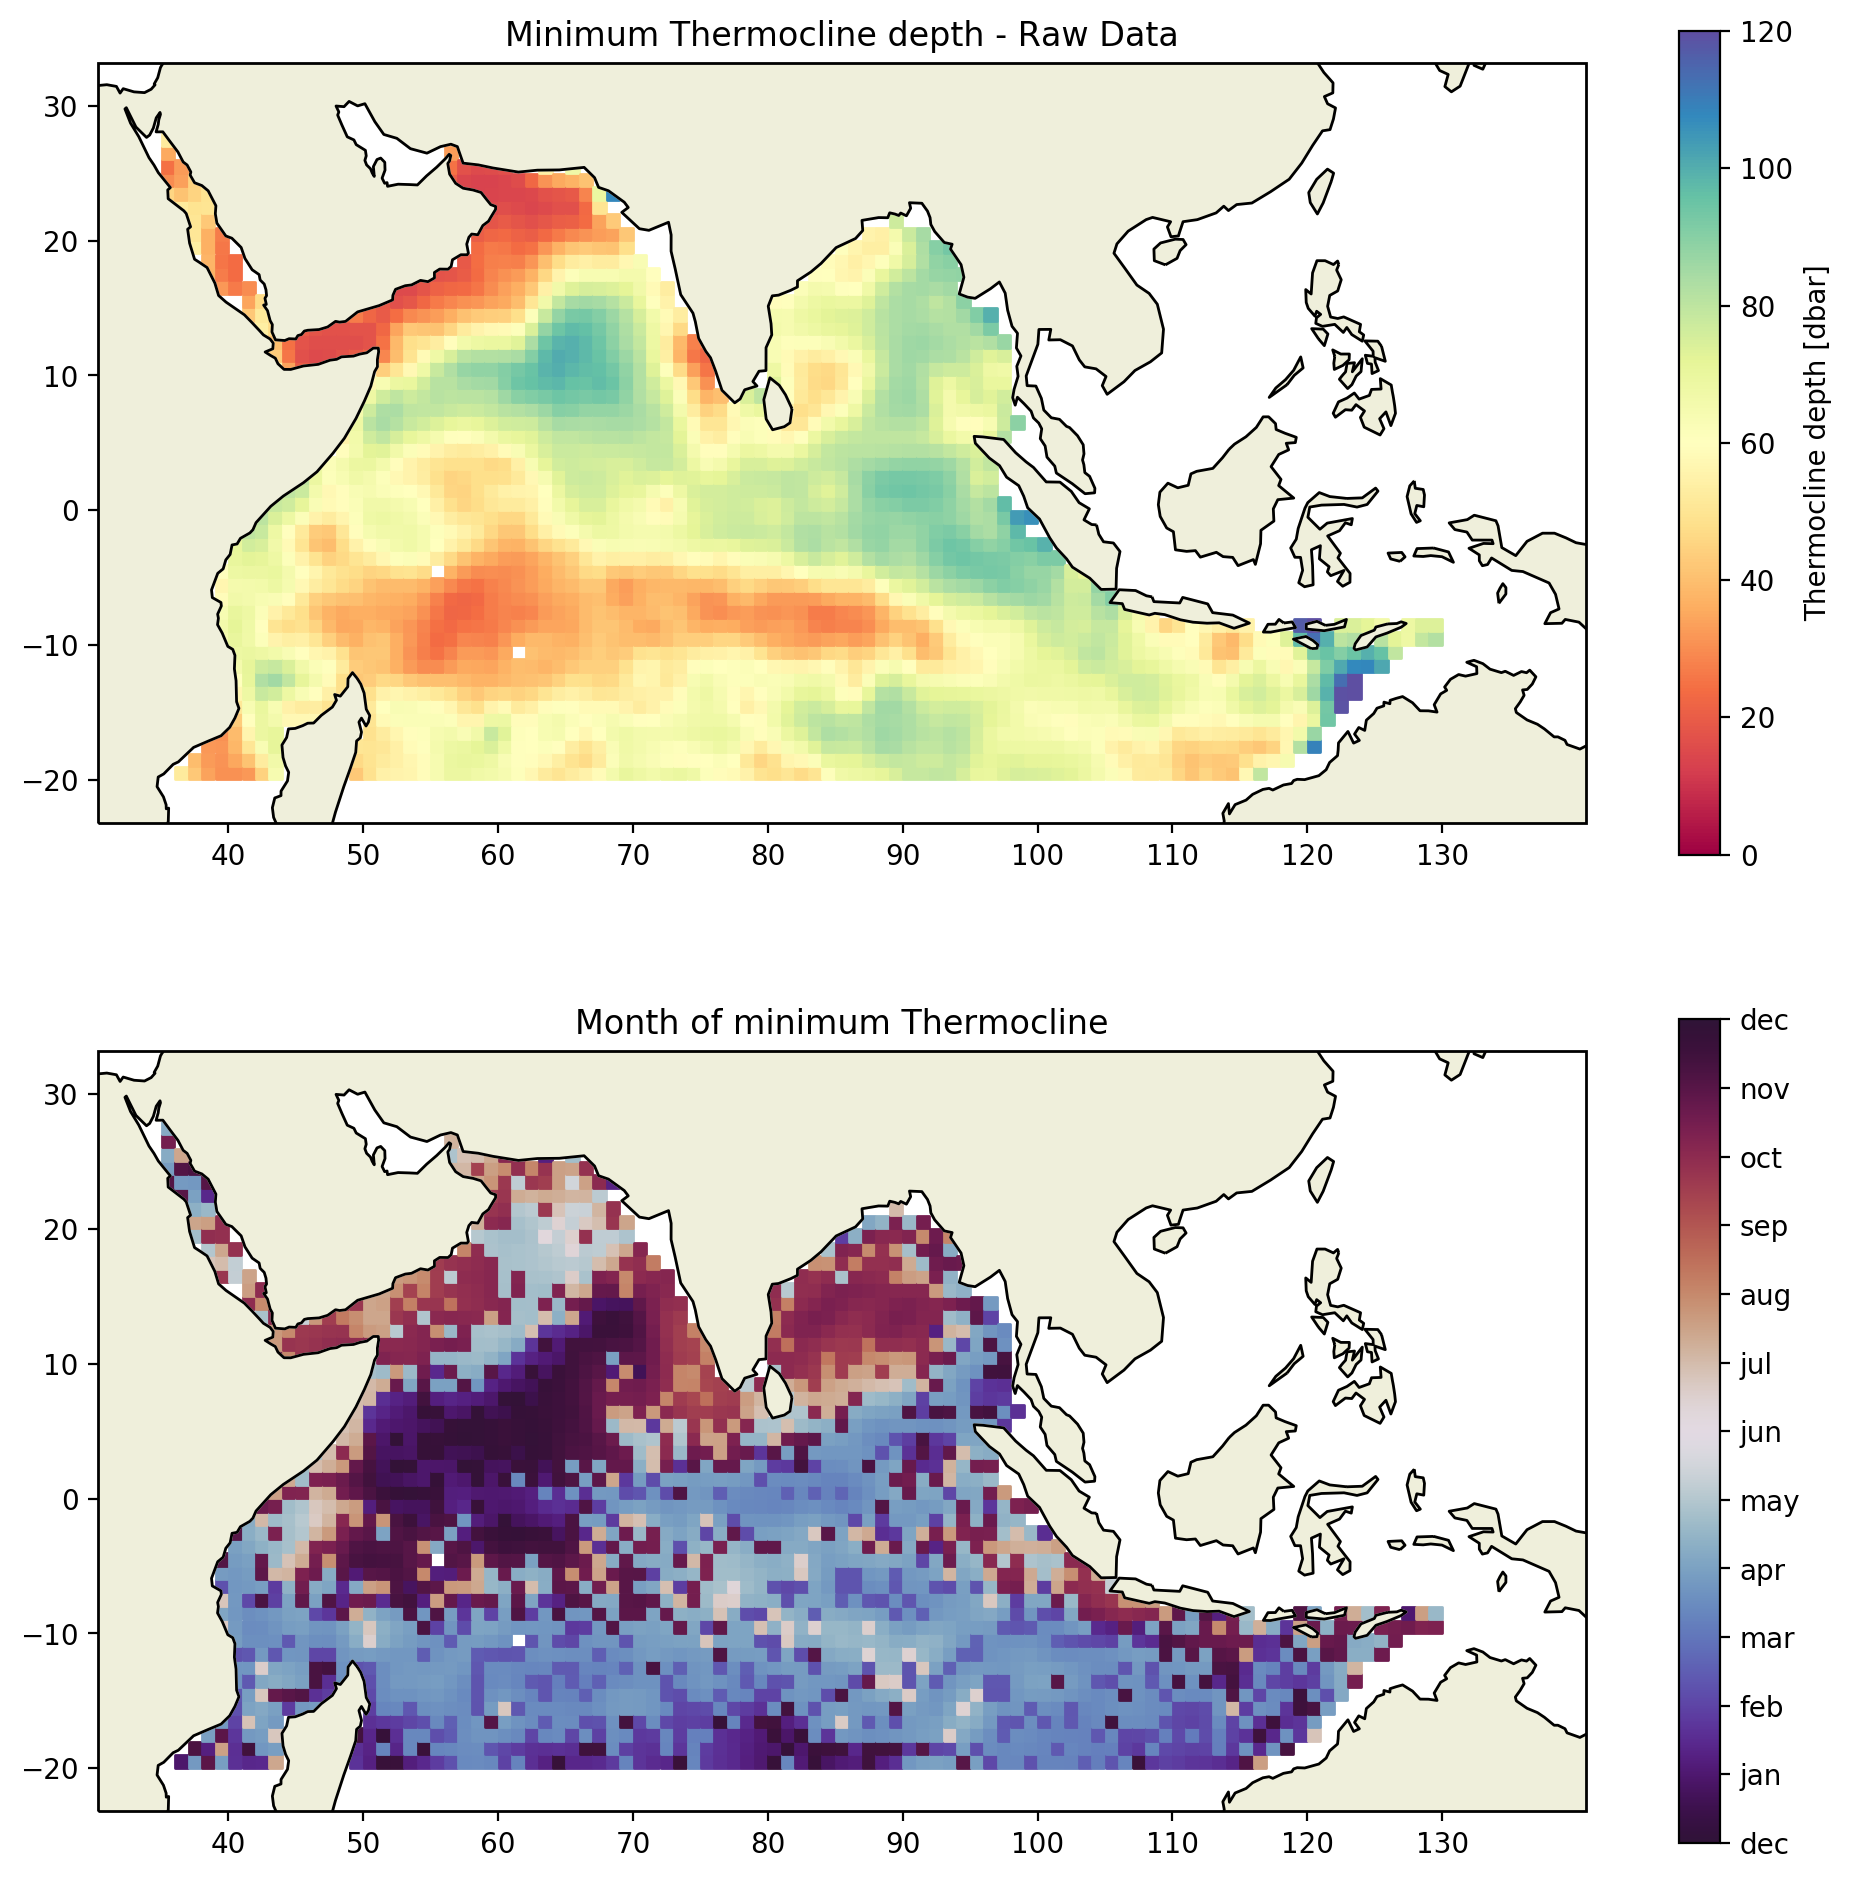 Minimum Thermocline depth - Raw Data
30
20
10
0
−10
−20
40 50 60 70 80 90 100 110 120 130
120
100
80
60
40
20
0
Thermocline depth [dbar]
Month of minimum Thermocline
30
20
10
0
−10
−20
40 50 60 70 80 90 100 110 120 130
dec
nov
oct
sep
aug
jul
jun
may
apr
mar
feb
jan
dec